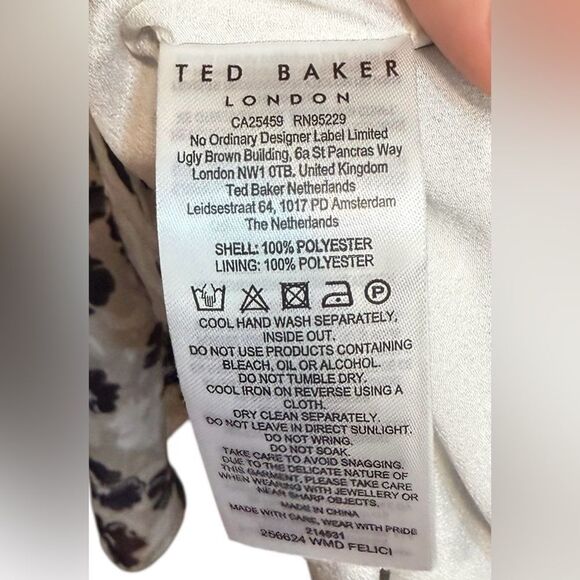 TED BAKER
LONDON
CA25459 RN95229
No Ordinary Designer Label Limited
Ugly Brown Building, 6a St Pancras Way
London NW1 0TB, United Kingdom
Ted Baker Netherlands
Leidsestraat 64, 1017 PD Amsterdam
The Netherlands
SHELL: 100% POLYESTER
LINING: 100% POLYESTER
P
COOL HAND WASH SEPARATELY,
INSIDE OUT.
DO NOT USE PRODUCTS CONTAINING
BLEACH, OIL OR ALCOHOL.
DO NOT TUMBLE DRY.
COOL IRON ON REVERSE USING A
CLOTH.
DRY CLEAN SEPARATELY.
DO NOT LEAVE IN DIRECT SUNLIGHT.
DO NOT WRING.
DO NOT SOAK.
TAKE CARE TO AVOID SNAGGING.
DUE TO THE DELICATE NATURE OF
THIS GARMENT, PLEASE TAKE CARE
WHEN WEARING WITH JEWELLERY OR
NEAR SHARP OBJECTS.
MADE IN CHINA
MADE WITH CARE, WEAR WITH PRIDE
214531
256624 WMD FELICI